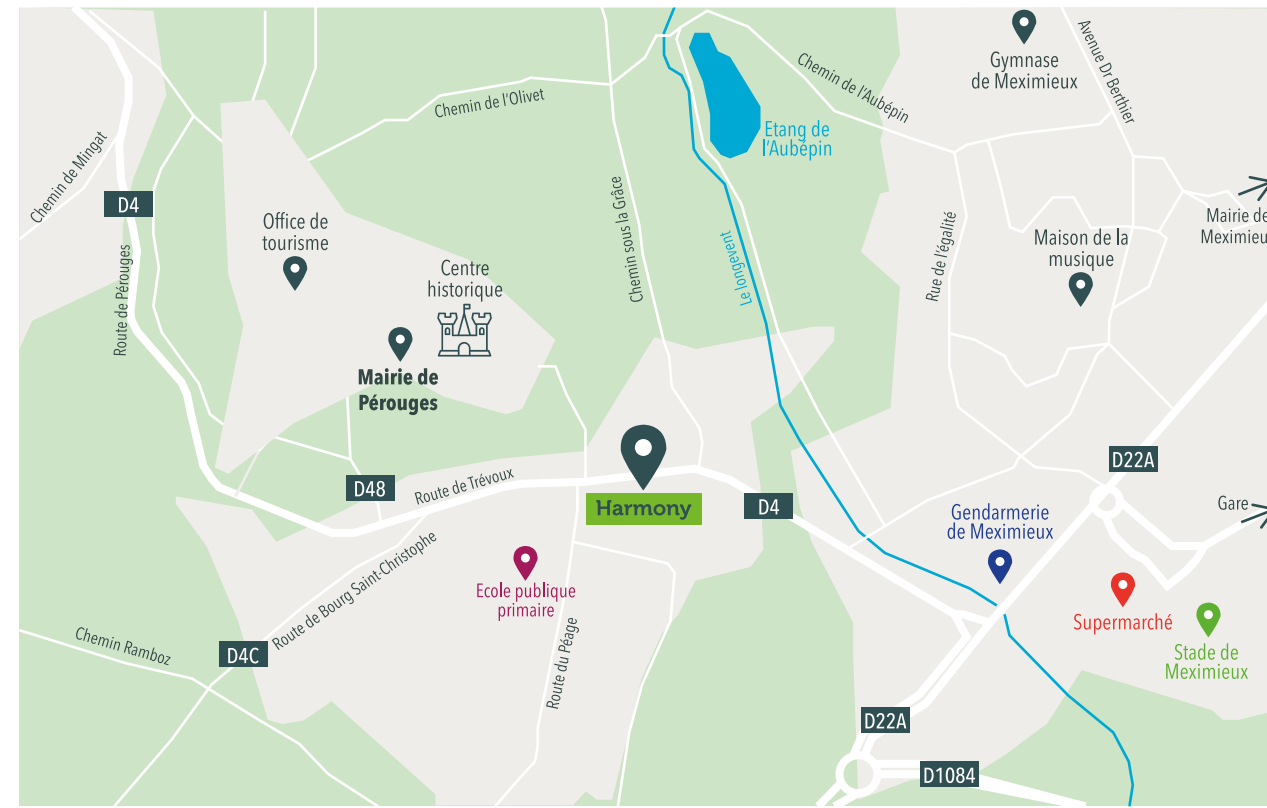 Gymnase
de Meximieux
Avenue Dr Berthier
Chemin de l'Aubépin
Chemin de l'Olivet
Etang de
l'Aubépin
Chemin de Mingat
D4
Office de
tourisme
Route de Pérouges
Centre
historique
Chemin sous la Grâce
Le longevent
Rue de l'égalité
Maison de la
musique
Mairie de
Meximieu
Mairie de
Pérouges
D22A
D48
Route de Trévoux
Harmony
D4
Gare
Gendarmerie
de Meximieux
Ecole publique
primaire
Route de Bourg Saint-Christophe
Supermarché
Stade de
Meximieux
Chemin Ramboz
D4C
Route du Péage
D22A
D1084